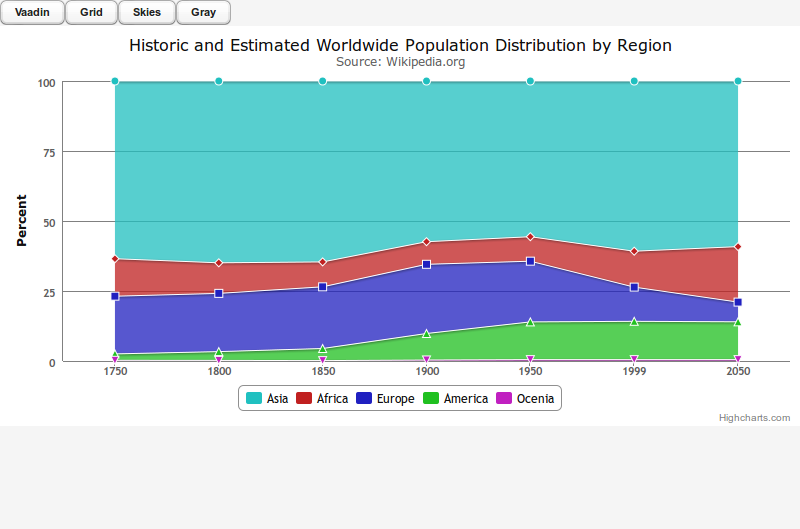 Vaadin Grid Skies Gray
Historic and Estimated Worldwide Population Distribution by Region
Source: Wikipedia.org
Percent
100
75
50
25
0
1750 1800 1850 1900 1950 1999 2050
Asia Africa Europe America Ocenia
Highcharts.com